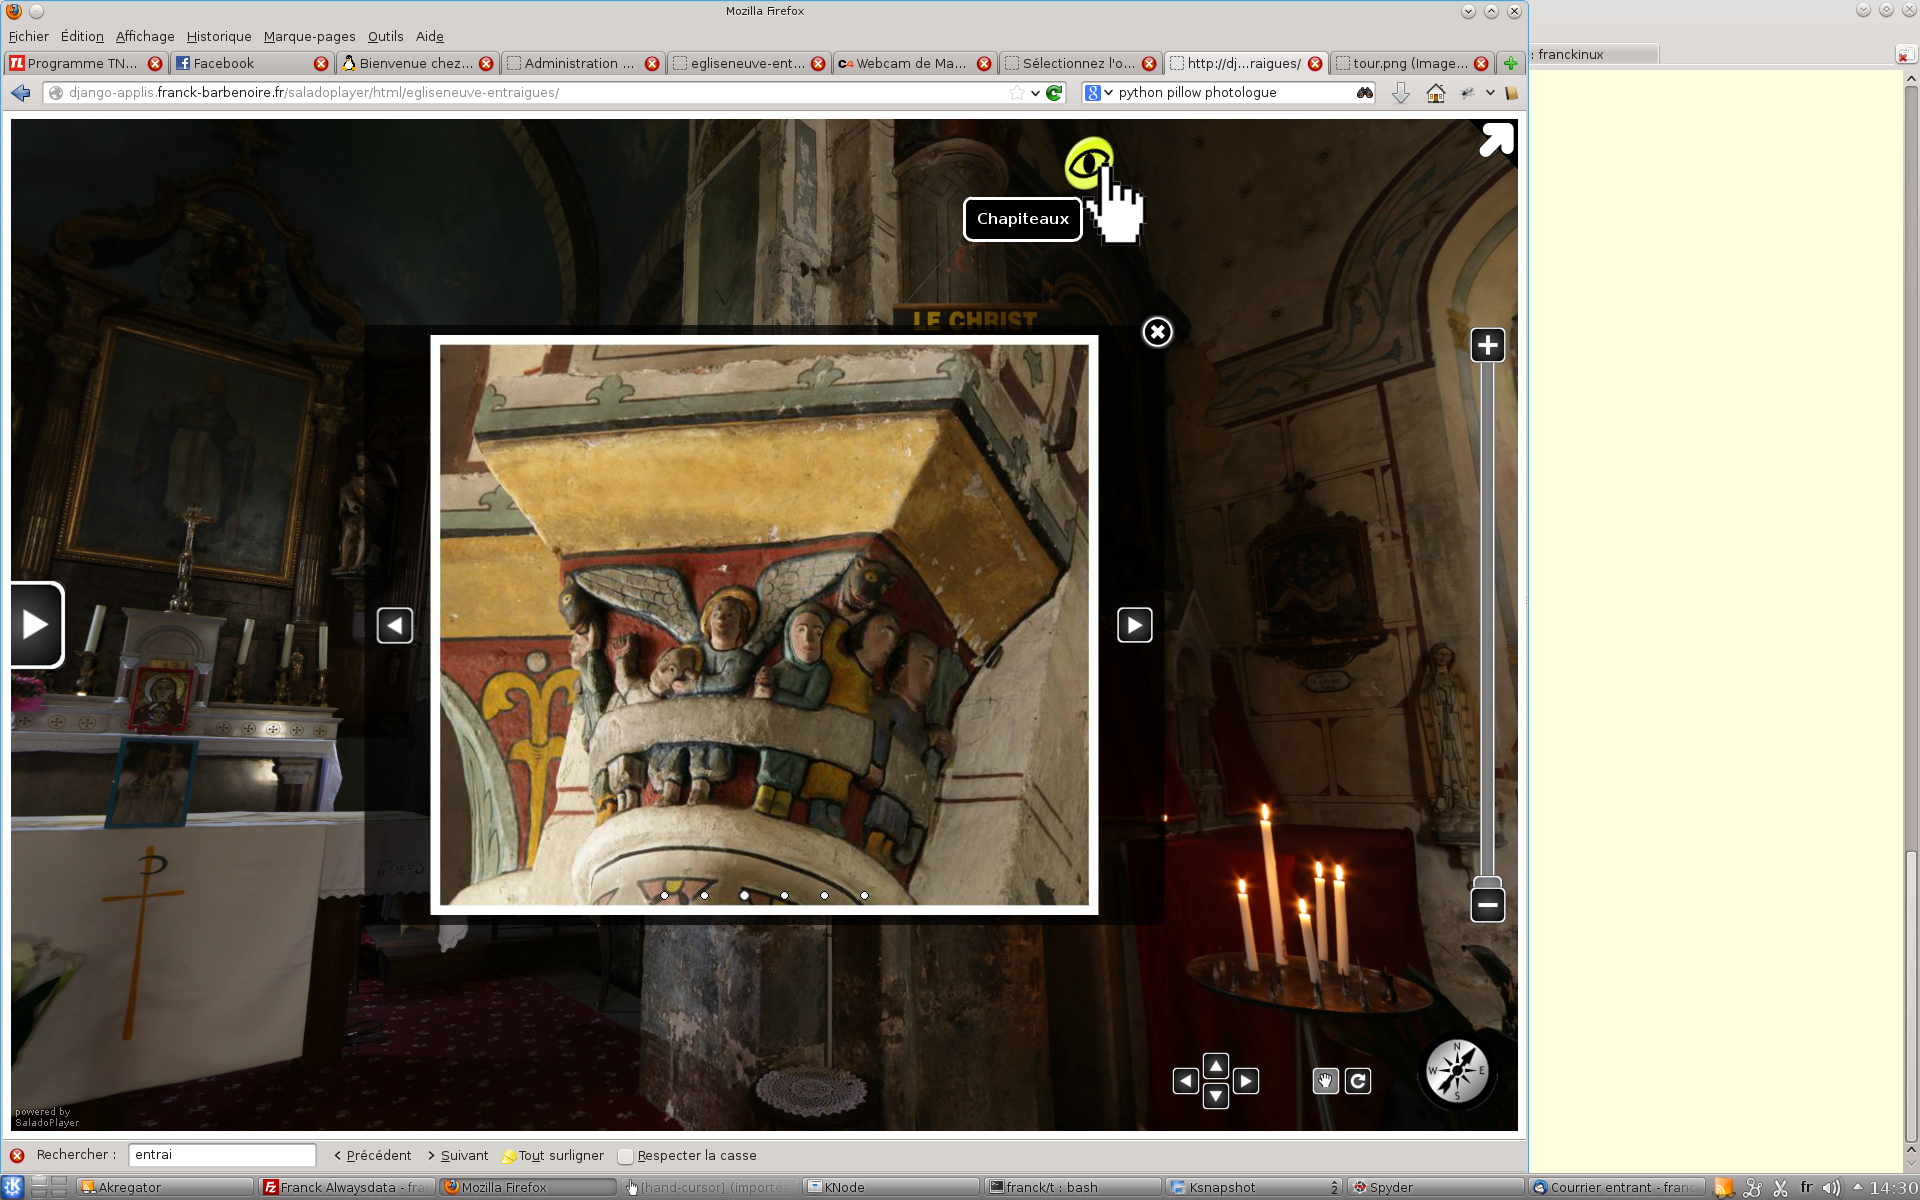 Mozilla Firefox
Fichier Édition Affichage Historique Marque-pages Outils Aide
: franckinux
Programme TN... Facebook Bienvenue chez... Administration ... egliseneuve-ent... Webcam de Ma... Sélectionnez l'o... http://dj...raigues/ tour.png (Image...
django-applis.franck-barbenoire.fr/saladoplayer/html/egliseneuve-entraigues/
python pillow photologue
Chapiteaux
LE CHRIST
N
W E
S
powered by
SaladoPlayer
Rechercher : entrai < Précédent > Suivant Tout surligner Respecter la casse
Akregator Franck Alwaysdata - fra Mozilla Firefox [hand-cursor] (importée KNode franck/t : bash Ksnapshot 2 Spyder Courrier entrant - franc fr 14:30